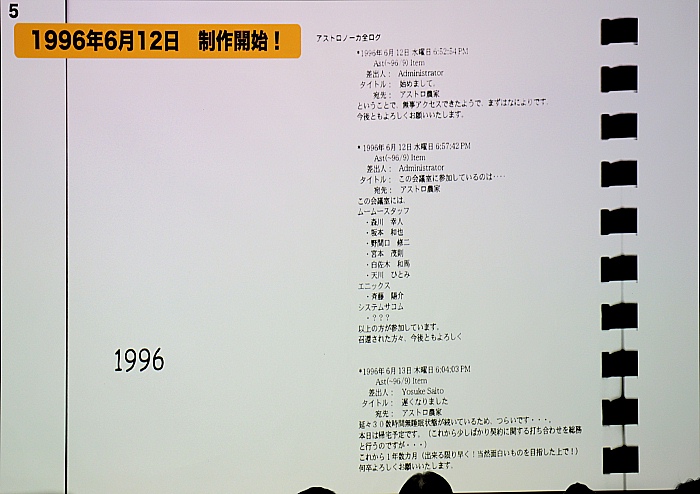 5
1996年6月12日 制作開始！
アストロノーカ全ログ
*1996年 6月 12日 水曜日 6:52:54 PM
Ast(~96/9) Item
差出人： Administrator
タイトル： 始めまして。
宛先： アストロ農家
ということで、無事アクセスできたようで、まずはなによりです。
今後ともよろしくお願いいたします。
*1996年 6月 12日 水曜日 6:57:42 PM
Ast(~96/9) Item
差出人： Administrator
タイトル： この会議室に参加しているのは‥‥
宛先： アストロ農家
この会議室には、
ムームースタッフ
・森川 幸人
・坂本 和也
・野間口 修二
・宮本 茂則
・白佐木 和馬
・天川 ひとみ
エニックス
・斉藤 陽介
システムサコム
・？？？
以上の方が参加しています。
召還された方々、今後ともよろしく
1996
*1996年 6月 13日 木曜日 6:04:03 PM
Ast(~96/9) Item
差出人： Yosuke Saito
タイトル： 遅くなりました
宛先： アストロ農家
延々３０数時間無睡眠状態が続いているため、つらいです・・・。
本日は帰宅予定です。（これから少しばかり契約に関する打ち合わせを総務
と行うのですが・・・）
これから１年数カ月（出来る限り早く！当然面白いものを目指した上で！）
何卒よろしくお願いいたします。